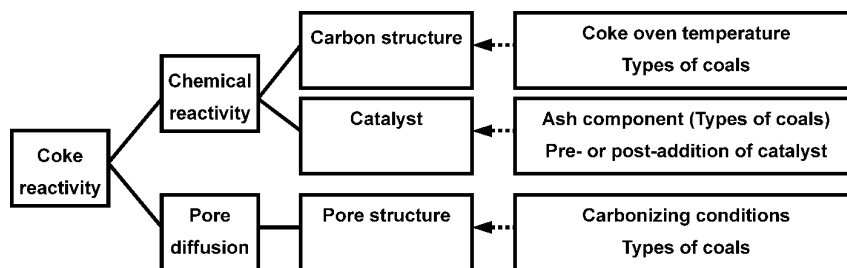 Coke
reactivity
Chemical
reactivity
Pore
diffusion
Carbon structure
Catalyst
Pore structure
Coke oven temperature
Types of coals
Ash component (Types of coals)
Pre- or post-addition of catalyst
Carbonizing conditions
Types of coals